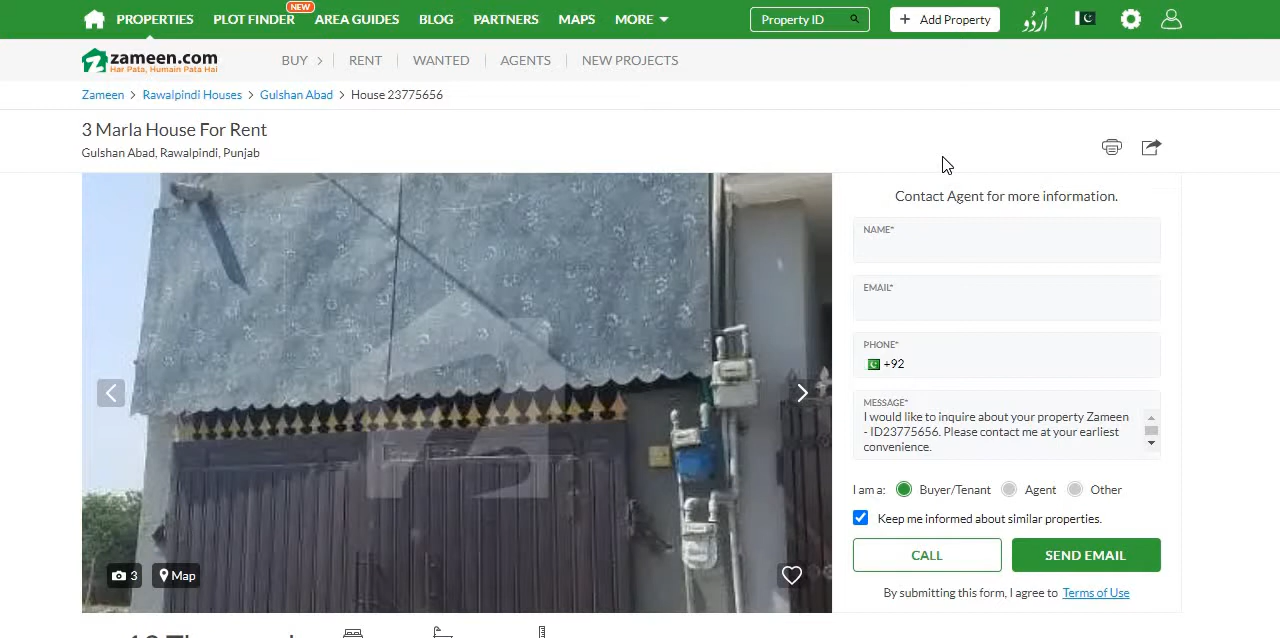 PROPERTIES PLOT FINDER NEW AREA GUIDES BLOG PARTNERS MAPS MORE Property ID + Add Property اُردُو
zameen.com
Har Pata, Humain Pata Hai
BUY > RENT WANTED AGENTS NEW PROJECTS
Zameen > Rawalpindi Houses > Gulshan Abad > House 23775656
3 Marla House For Rent
Gulshan Abad, Rawalpindi, Punjab
Contact Agent for more information.
NAME*
EMAIL*
PHONE*
+92
MESSAGE*
I would like to inquire about your property Zameen
- ID23775656. Please contact me at your earliest
convenience.
I am a: Buyer/Tenant Agent Other
Keep me informed about similar properties.
CALL SEND EMAIL
By submitting this form, I agree to Terms of Use
3 Map